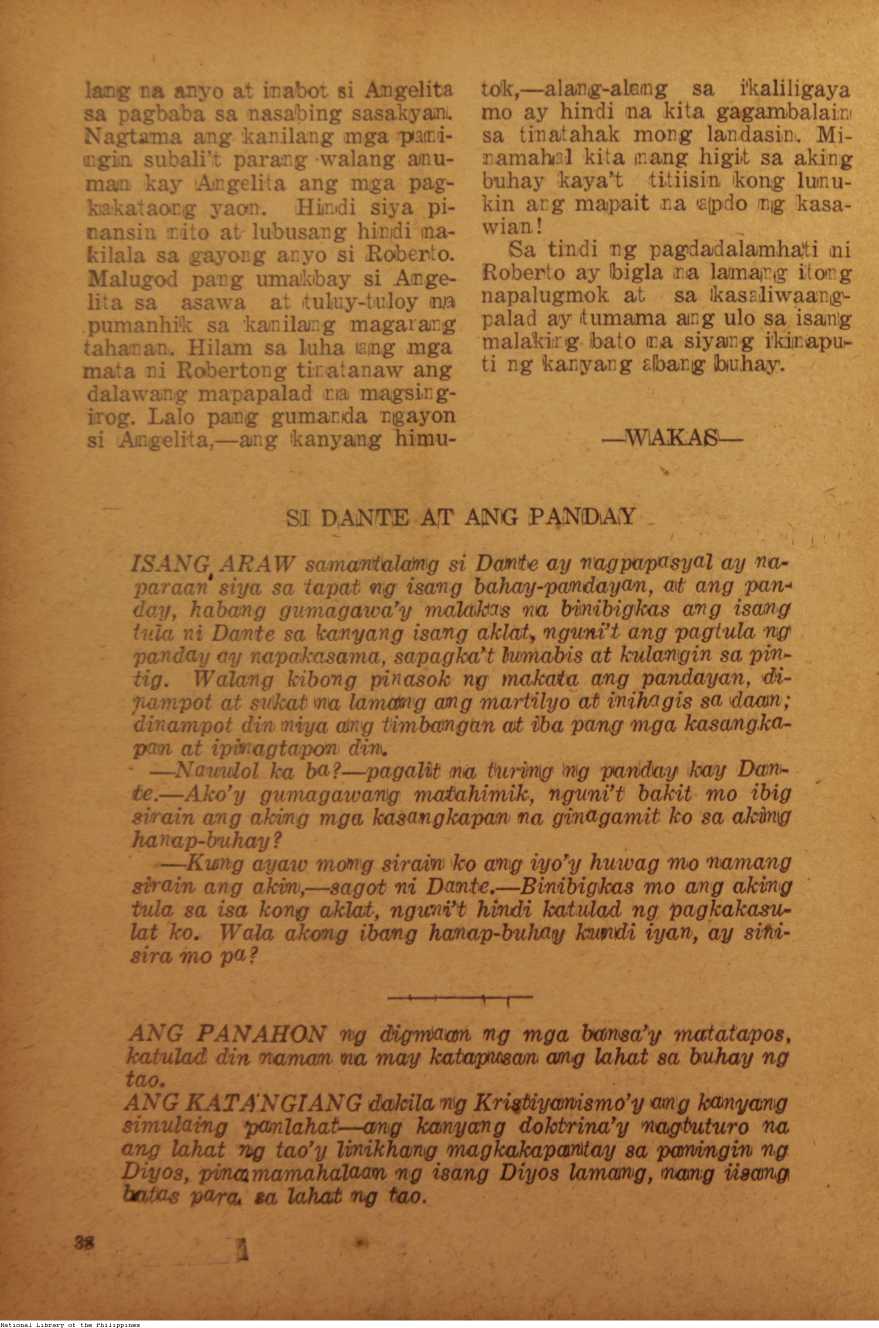 lang na anyo at inabot si Angelita
sa pagbaba sa nasabing sasakyan.
Nagtama ang kanilang mga pani-
ngin subali't parang walang anu-
man kay Angelita ang mga pag-
kakataong yaon. Hindi siya pi-
nansin nito at lubusang hindi na-
kilala sa gayong anyo si Roberto.
Malugod pang umakbay si Ange-
lita sa asawa at tuluy-tuloy na
pumanhik sa kanilang magarang
tahanan. Hilam sa luha ang mga
mata ni Robertong tinatanaw ang
dalawang mapapalad na magsing-
irog. Lalo pang gumanda ngayon
si Angelita,—ang kanyang himu-
tok,—alang-alang sa ikaliligaya
mo ay hindi na kita gagambalain
sa tinatahak mong landasin. Mi-
namahal kita nang higit sa aking
buhay kaya't titiisin kong lunu-
kin ang mapait na apdo ng kasa-
wian!
Sa tindi ng pagdadalamhati ni
Roberto ay bigla na lamang itong
napalugmok at sa kasaliwaang-
palad ay tumama ang ulo sa isang
malaking bato na siyang ikinapu-
ti ng kanyang abang buhay.
—WAKAS—
SI DANTE AT ANG PANDAY
ISANG ARAW samantalang si Dante ay nagpapasyal ay na-
paraan siya sa tapat ng isang bahay-pandayan, at ang pan-
day, habang gumagawa'y malakas na binibigkas ang isang
tula ni Dante sa kanyang isang aklat, nguni't ang pagtula ng
panday ay napakasama, sapagka't lumabis at kulangin sa pin-
tig. Walang kibong pinasok ng makata ang pandayan, di-
nampot at sukat na lamang ang martilyo at inihagis sa daan;
dinampot din niya ang timbangan at iba pang mga kasangka-
pan at ipinagtapon din.
—Nauulol ka ba?—pagalit na turing ng panday kay Dan-
te.—Ako'y gumagawang matahimik, nguni't bakit mo ibig
sirain ang aking mga kasangkapan na ginagamit ko sa aking
hanap-buhay?
—Kung ayaw mong sirain ko ang iyo'y huwag mo namang
sirain ang akin,—sagot ni Dante.—Binibigkas mo ang aking
tula sa isa kong aklat, nguni't hindi katulad ng pagkakasu-
lat ko. Wala akong ibang hanap-buhay kundi iyan, ay sini-
sira mo pa?
ANG PANAHON ng digmaan ng mga bansa'y matatapos,
katulad din naman na may katapusan ang lahat sa buhay ng
tao.
ANG KATANGIANG dakila ng Kristiyanismo'y ang kanyang
simulaing panlahat—ang kanyang doktrina'y nagtuturo na
ang lahat ng tao'y linikhang magkakapantay sa paningin ng
Diyos, pinamamahalaan ng isang Diyos lamang, nang iisang
batas para sa lahat ng tao.
38
1
National Library of the Philippines